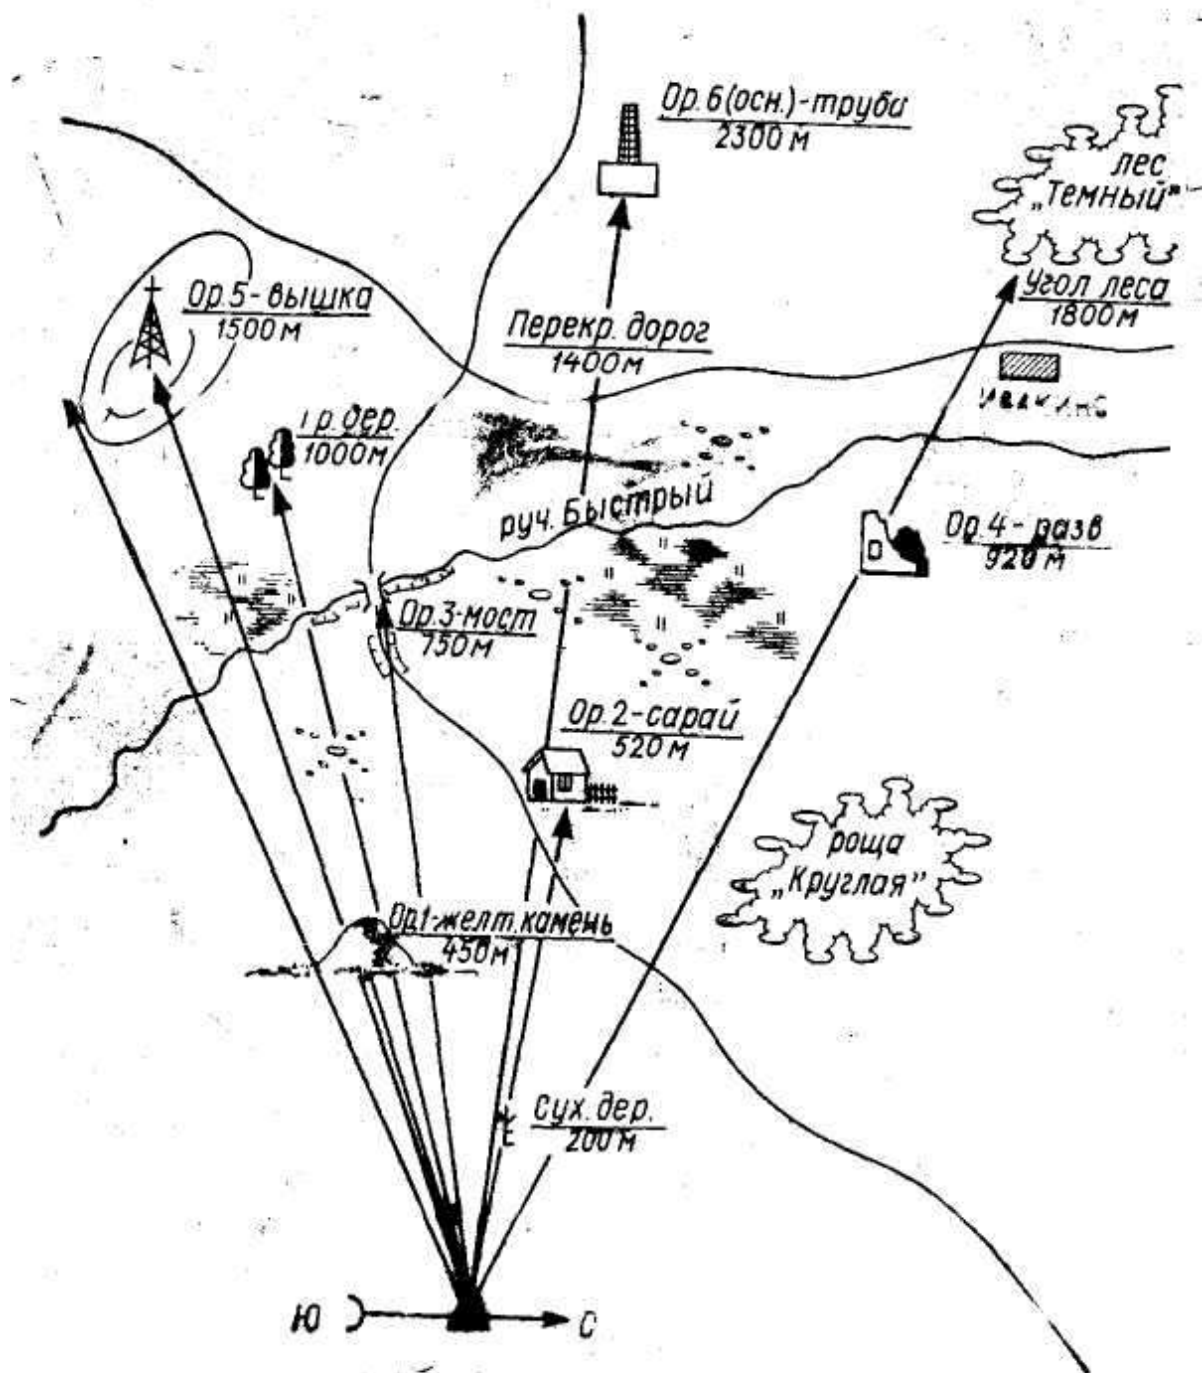 Ор.6(осн.)-труба
2300 м
лес
„Темный”
Ор.5-вышка
1500 м
Угол леса
1800 м
Перекр. дорог
1400 м
гр. дер.
1000 м
руч. Быстрый
Ор.4-разв
920 м
Ор.3-мост
750 м
Ор.2-сарай
520 м
роща
„Круглая”
Ор.1-желт. камень
450 м
Сух. дер.
200 м
Ю
С